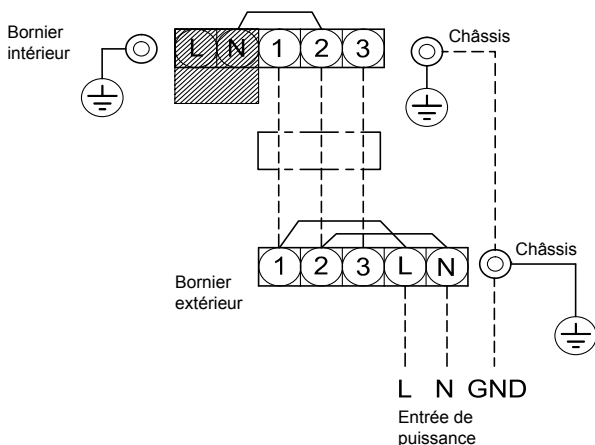 Bornier
intérieur
L N 1 2 3
Châssis
1 2 3 L N
Châssis
Bornier
extérieur
L N GND
Entrée de
puissance